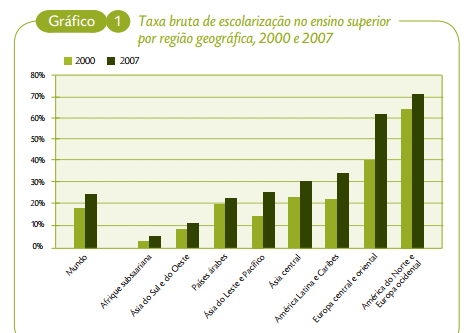 Gráfico 1
Taxa bruta de escolarização no ensino superior
por região geográfica, 2000 e 2007
2000 2007
80%
70%
60%
50%
40%
30%
20%
10%
0%
Mundo
Afrique subsaariana
Ásia do Sul e do Oeste
Países árabes
Ásia do Leste e Pacífico
Ásia central
América Latina e Caribes
Europa central e oriental
América do Norte e
Europa ocidental